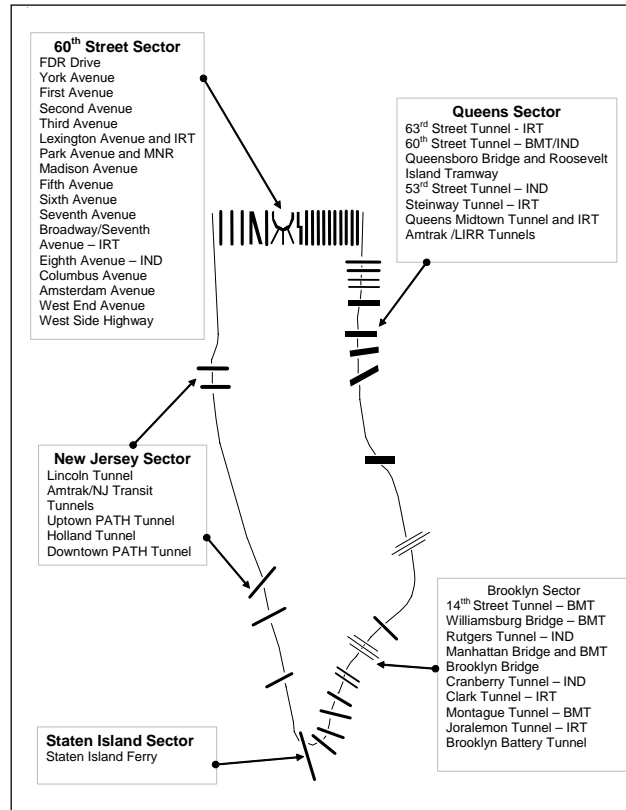 60th Street Sector
FDR Drive
York Avenue
First Avenue
Second Avenue
Third Avenue
Lexington Avenue and IRT
Park Avenue and MNR
Madison Avenue
Fifth Avenue
Sixth Avenue
Seventh Avenue
Broadway/Seventh
Avenue – IRT
Eighth Avenue – IND
Columbus Avenue
Amsterdam Avenue
West End Avenue
West Side Highway
Queens Sector
63rd Street Tunnel - IRT
60th Street Tunnel – BMT/IND
Queensboro Bridge and Roosevelt
Island Tramway
53rd Street Tunnel – IND
Steinway Tunnel – IRT
Queens Midtown Tunnel and IRT
Amtrak /LIRR Tunnels
New Jersey Sector
Lincoln Tunnel
Amtrak/NJ Transit
Tunnels
Uptown PATH Tunnel
Holland Tunnel
Downtown PATH Tunnel
Brooklyn Sector
14tth Street Tunnel – BMT
Williamsburg Bridge – BMT
Rutgers Tunnel – IND
Manhattan Bridge and BMT
Brooklyn Bridge
Cranberry Tunnel – IND
Clark Tunnel – IRT
Montague Tunnel – BMT
Joralemon Tunnel – IRT
Brooklyn Battery Tunnel
Staten Island Sector
Staten Island Ferry